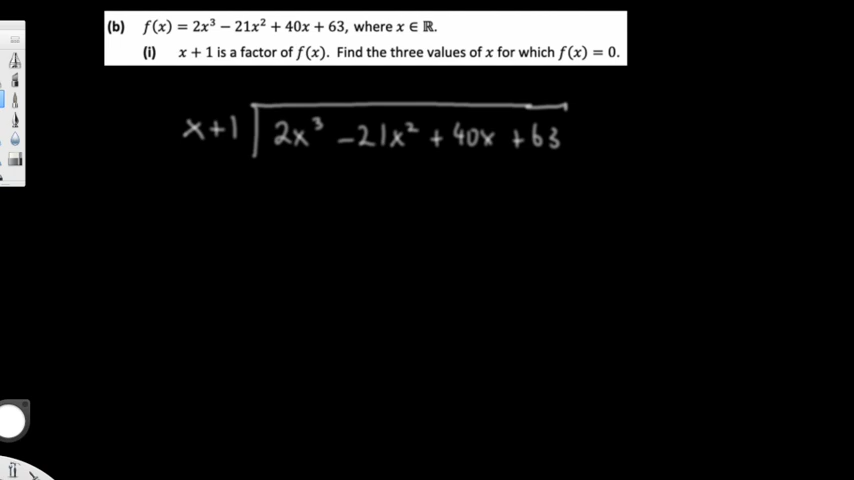 (b) f(x) = 2x³ − 21x² + 40x + 63, where x ∈ ℝ.
(i) x + 1 is a factor of f(x). Find the three values of x for which f(x) = 0.
x+1 | 2x³ −21x² + 40x +63